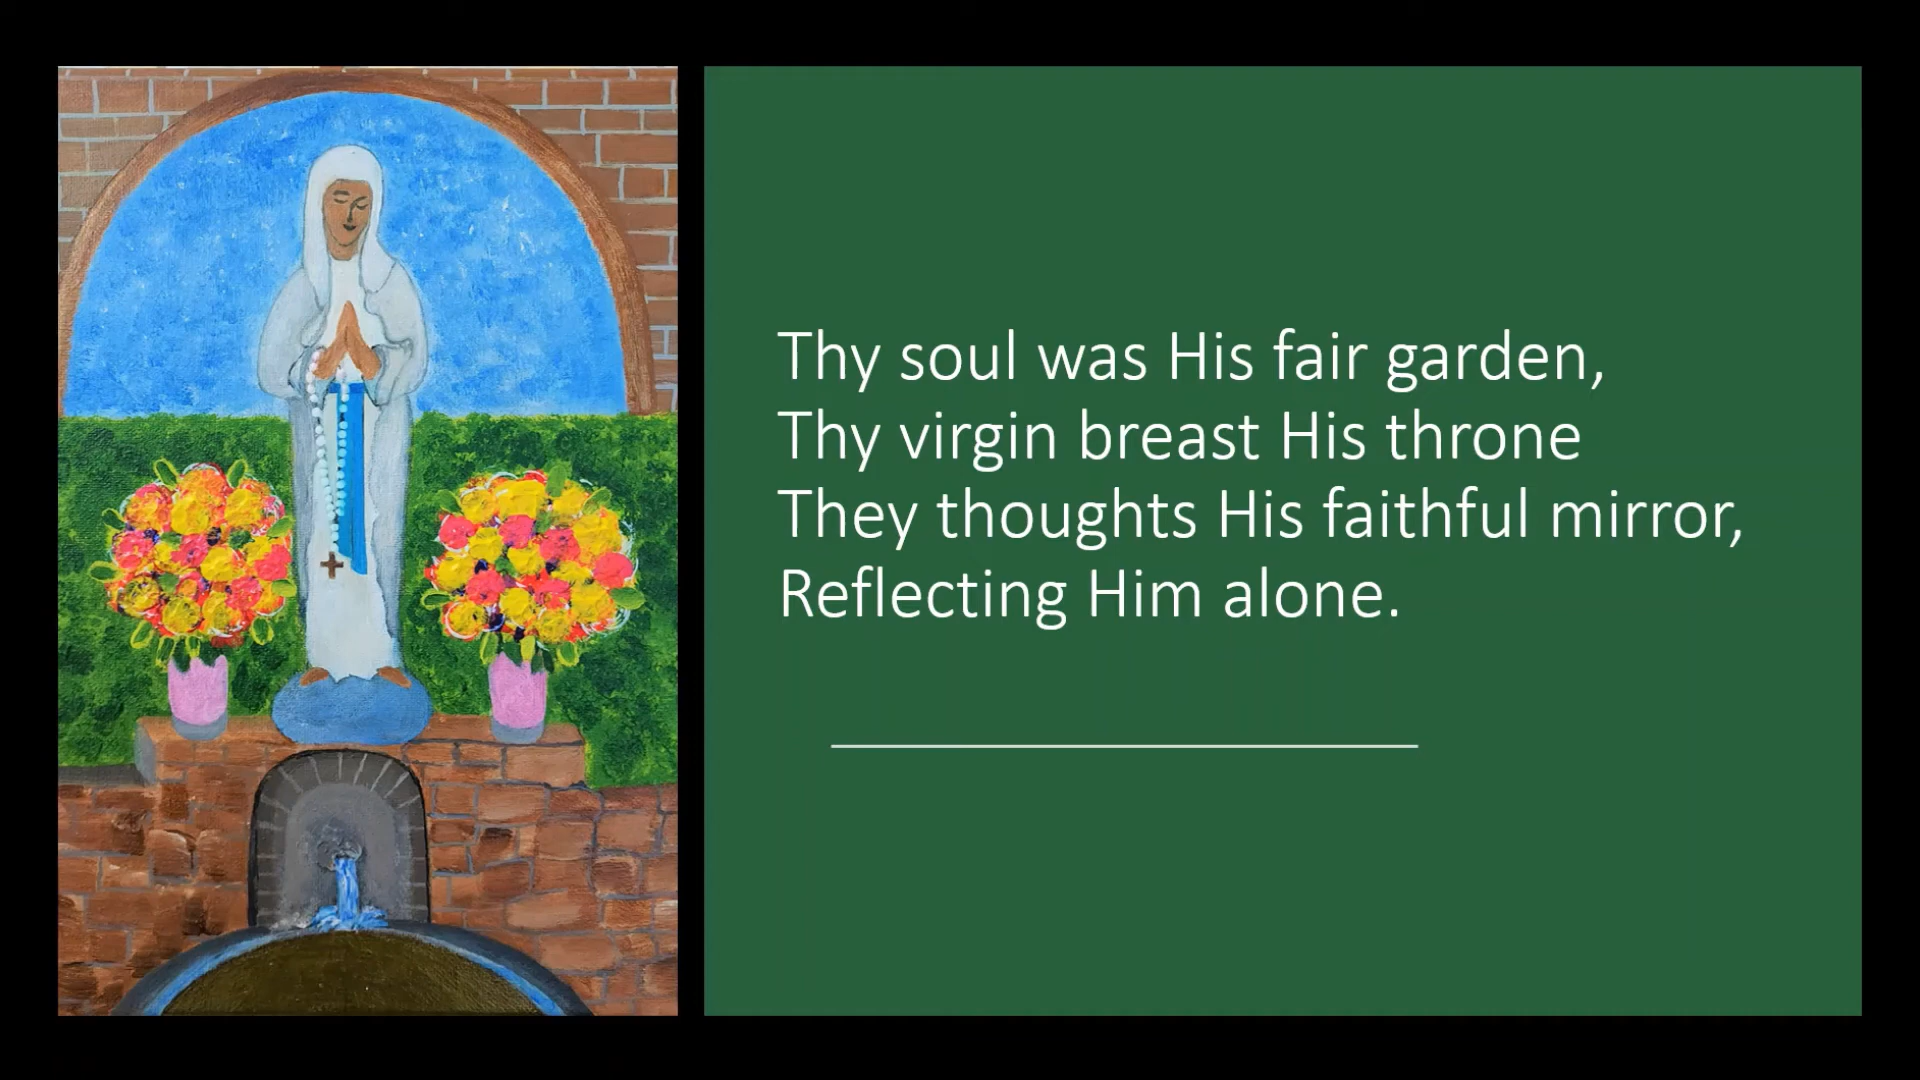 Thy soul was His fair garden,
Thy virgin breast His throne
They thoughts His faithful mirror,
Reflecting Him alone.